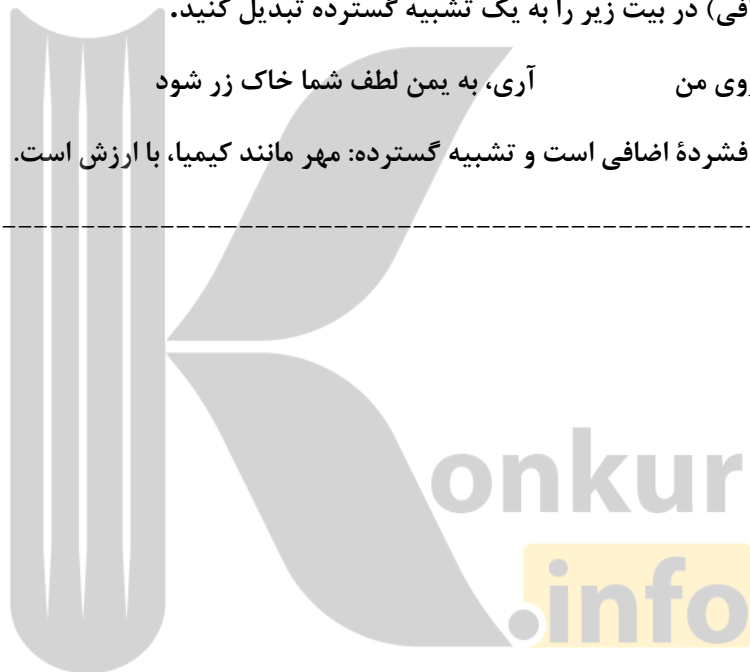 افی) در بیت زیر را به یک تشبیه گسترده تبدیل کنید.
روی من آری، به یمن لطف شما خاک زر شود
فشردهٔ اضافی است و تشبیه گسترده: مهر مانند کیمیا، با ارزش است.
onkur
.info